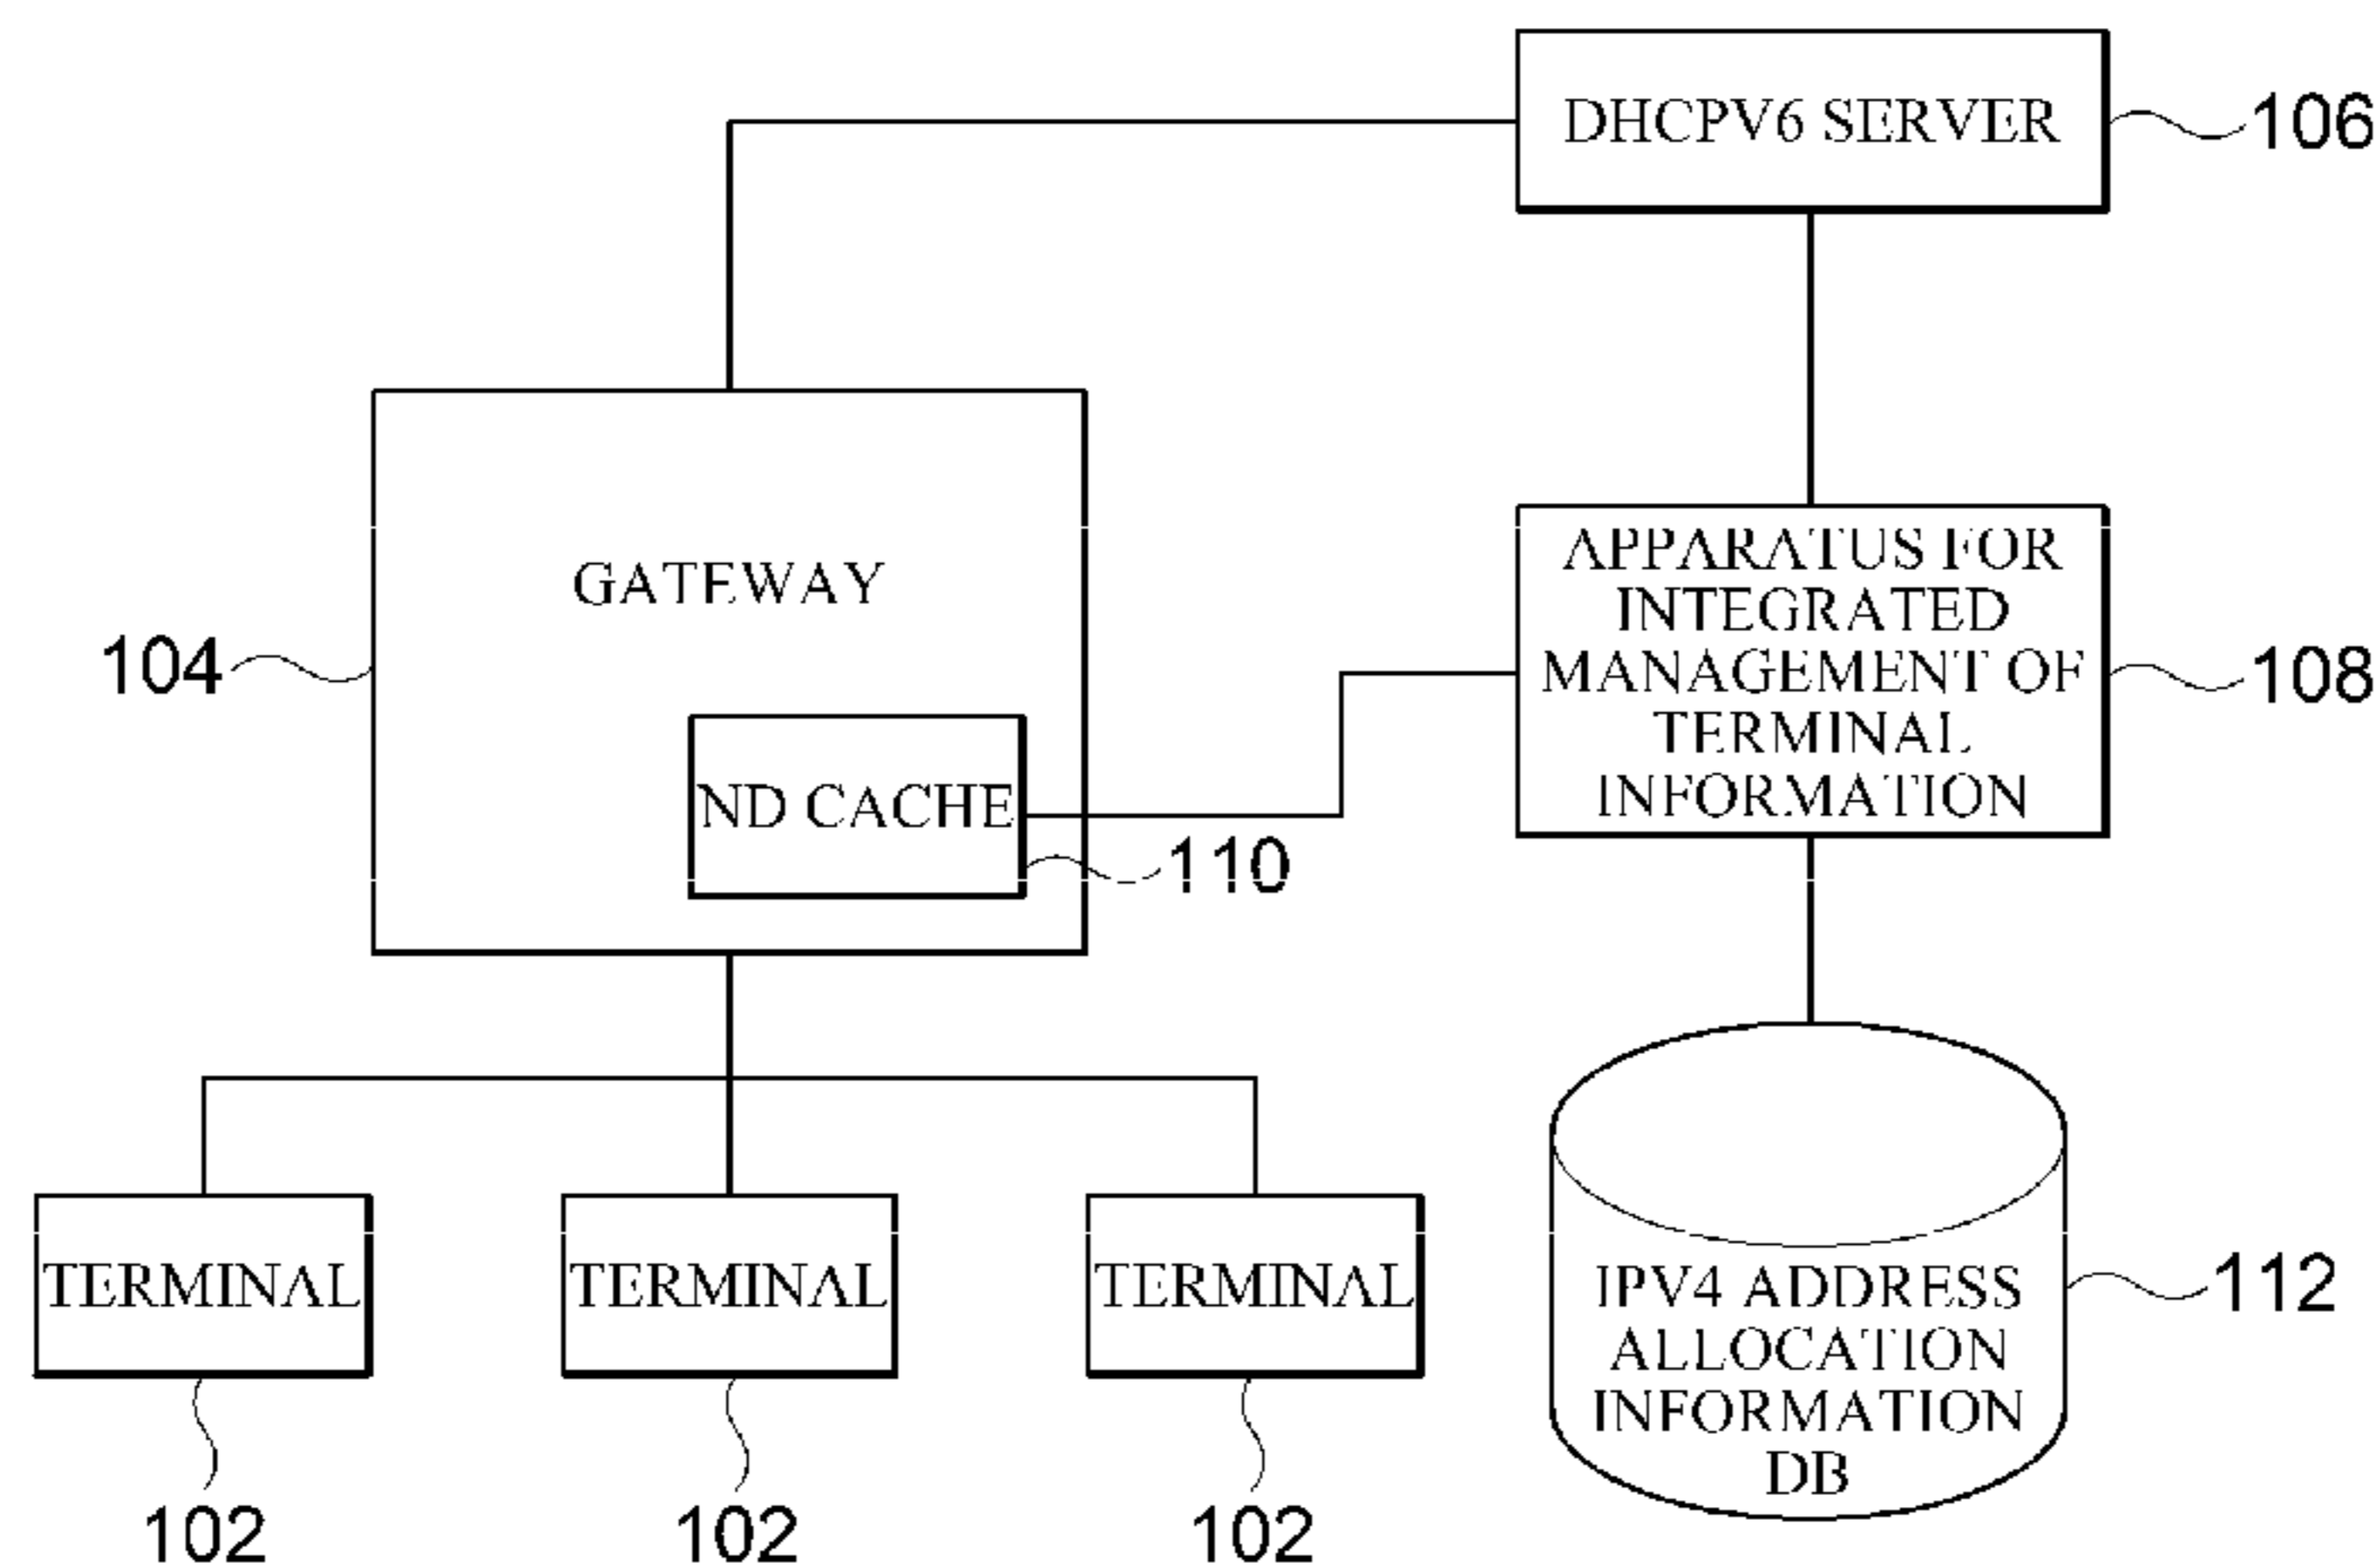 DHCPV6 SERVER
106
GATEWAY
104
APPARATUS FOR
INTEGRATED
MANAGEMENT OF
TERMINAL
INFORMATION
108
ND CACHE
110
TERMINAL
TERMINAL
TERMINAL
102
102
102
IPV4 ADDRESS
ALLOCATION
INFORMATION
DB
112